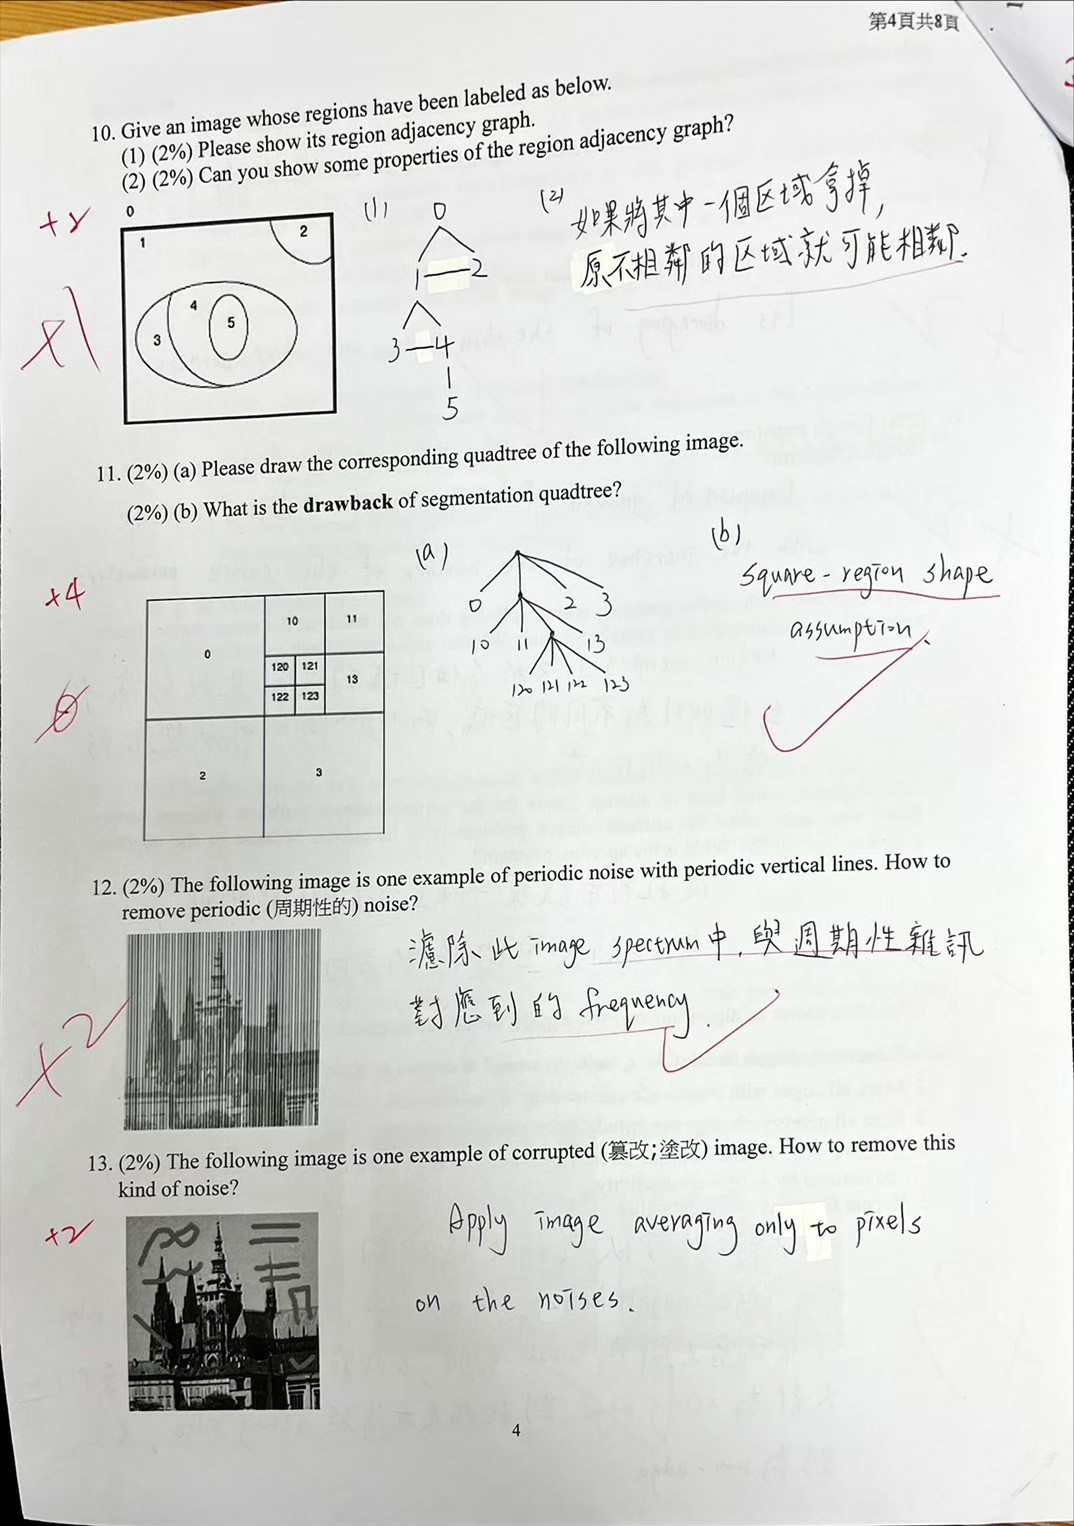 第4頁共8頁
10. Give an image whose regions have been labeled as below.
(1) (2%) Please show its region adjacency graph.
(2) (2%) Can you show some properties of the region adjacency graph?
+2
0
1
2
3
4
5
(1)
0
1 2
3 4
5
(2)
如果將其中一個区域拿掉,
原不相鄰的区域就可能相鄰.
11. (2%) (a) Please draw the corresponding quadtree of the following image.
(2%) (b) What is the drawback of segmentation quadtree?
+4
0
10 11
120 121
122 123
13
2 3
(a)
0 2 3
10 11 13
120 121 122 123
(b)
square-region shape
assumption.
12. (2%) The following image is one example of periodic noise with periodic vertical lines. How to
remove periodic (周期性的) noise?
濾除此 image spectrum中, 與週期性雜訊
對應到的 frequency.
13. (2%) The following image is one example of corrupted (篡改;塗改) image. How to remove this
kind of noise?
+2
Apply image averaging only to pixels
on the noises.
4